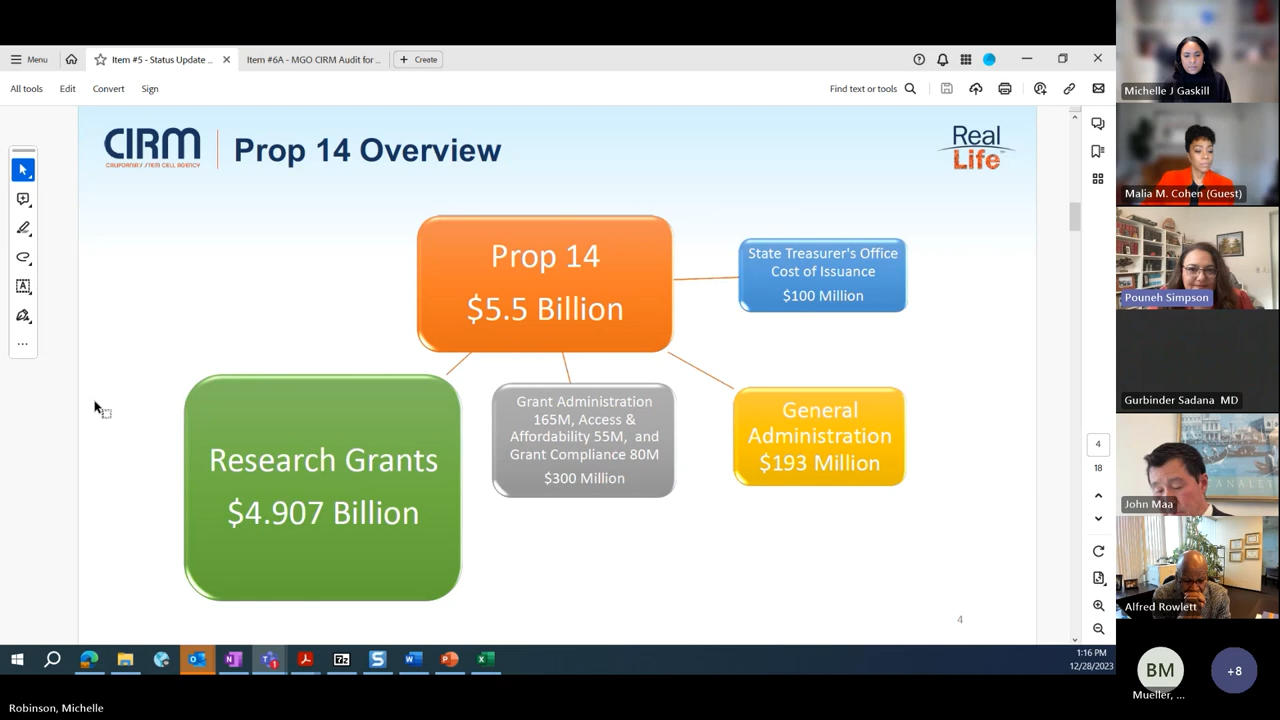 Menu
Item #5 - Status Update ...
Item #6A - MGO CIRM Audit for ...
Create
All tools
Edit
Convert
Sign
Find text or tools
CIRM
CALIFORNIA'S STEM CELL AGENCY
Prop 14 Overview
Real
Life
Prop 14
$5.5 Billion
State Treasurer's Office
Cost of Issuance
$100 Million
Research Grants
$4.907 Billion
Grant Administration
165M, Access &
Affordability 55M, and
Grant Compliance 80M
$300 Million
General
Administration
$193 Million
4
4
18
1:16 PM
12/28/2023
Michelle J Gaskill
Malia M. Cohen (Guest)
Pouneh Simpson
Gurbinder Sadana MD
CANALET
John Maa
Alfred Rowlett
BM
Mueller, ...
+8
Robinson, Michelle